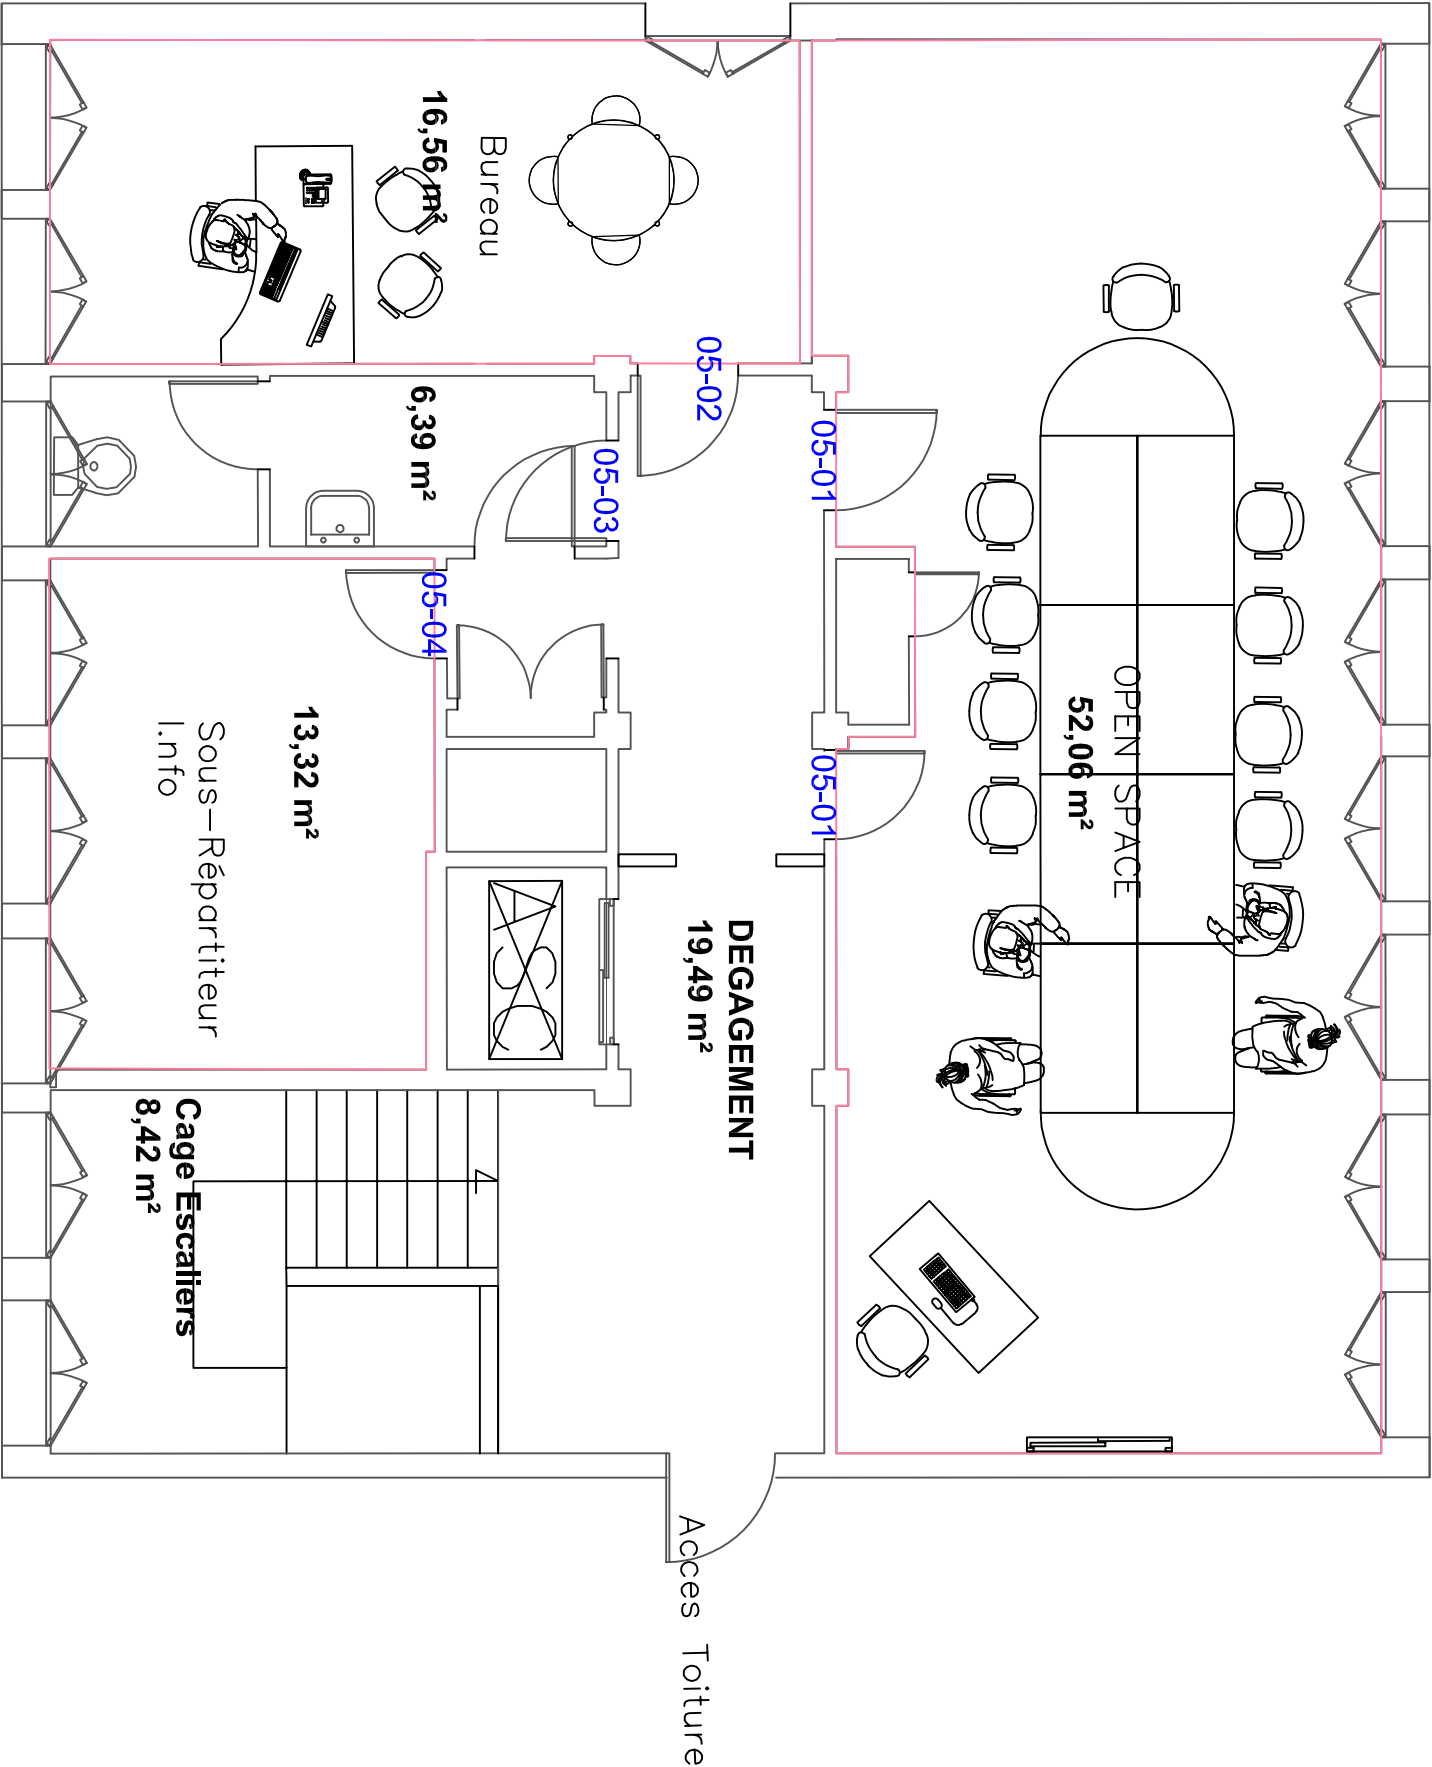 16,56 m²
Bureau
05-02
6,39 m²
05-03
05-01
05-04
13,32 m²
Sous-Répartiteur
I.nfo
OPEN SPACE
52,06 m²
05-01
ASC
DEGAGEMENT
19,49 m²
Cage Escaliers
8,42 m²
Acces Toiture